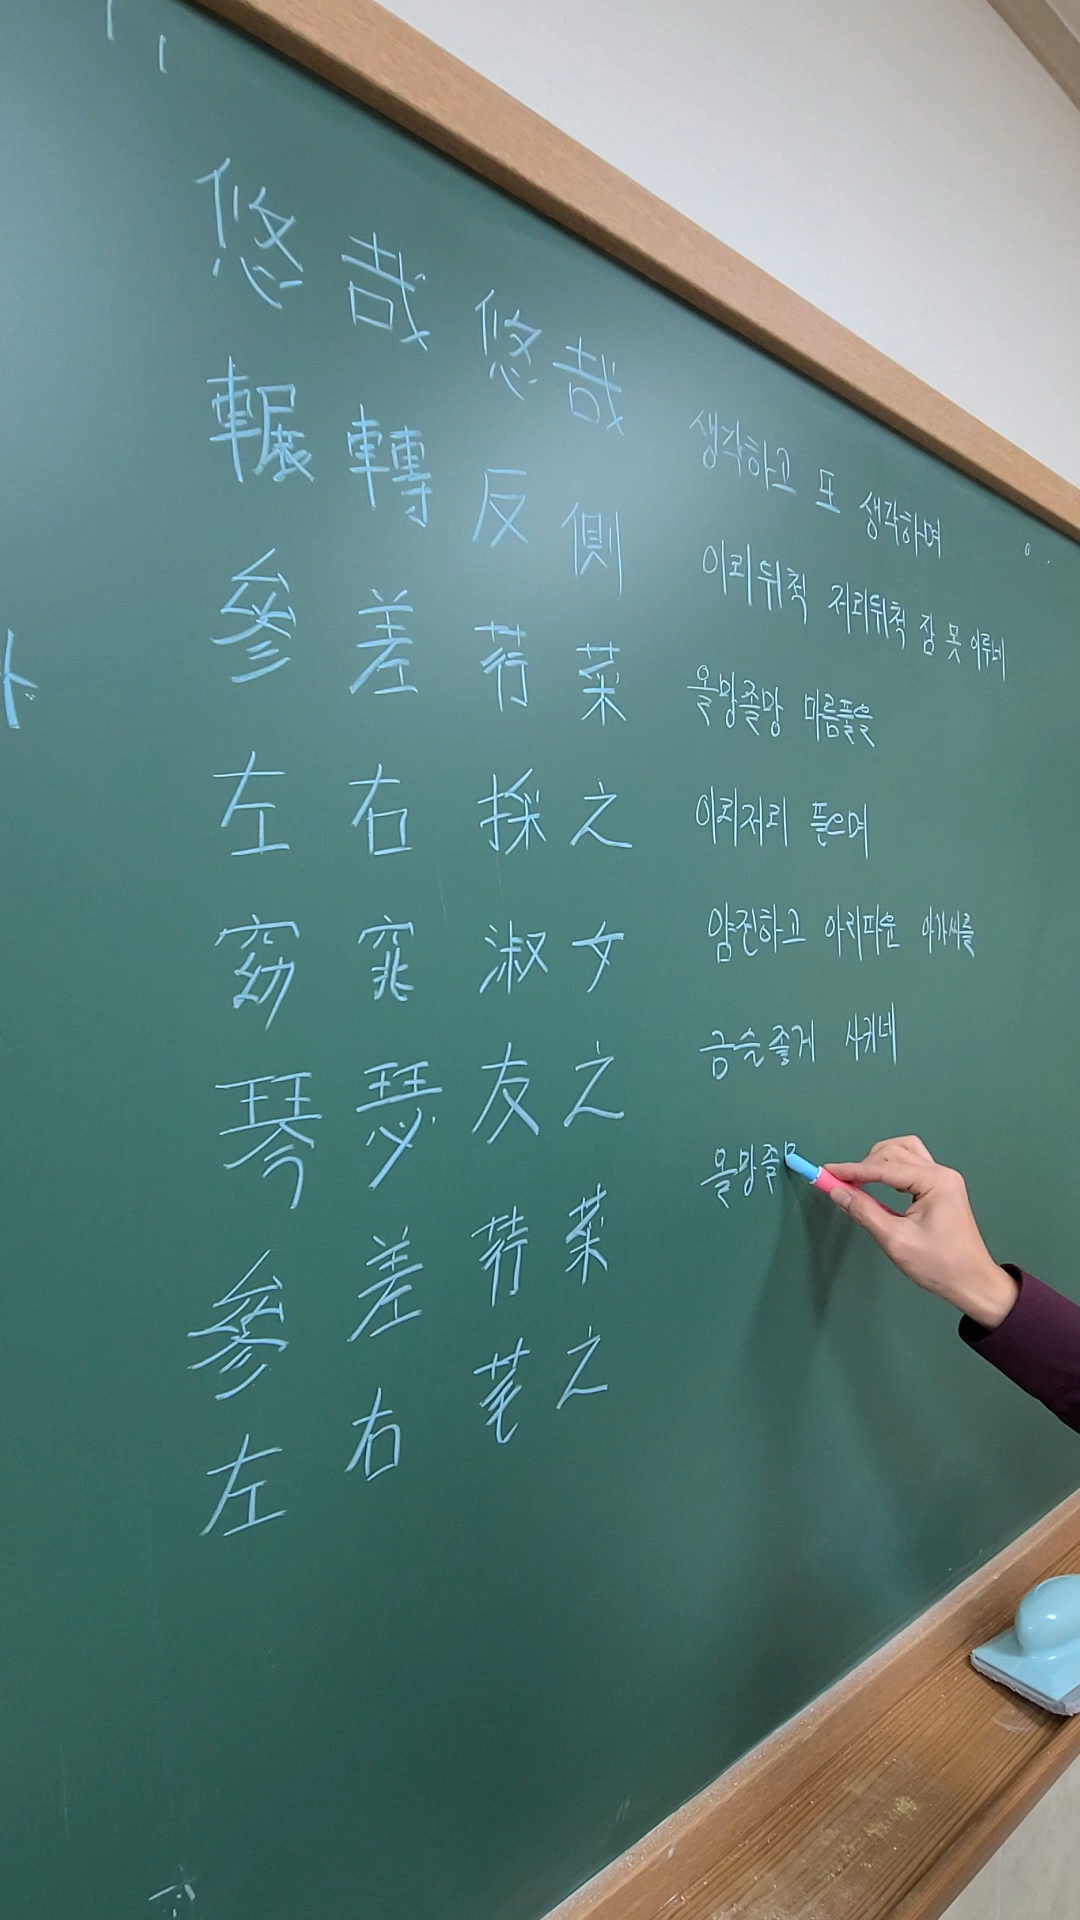 悠哉悠哉 생각하고 또 생각하며
輾轉反側 이리뒤척 저리뒤척 잠 못 이루네
參差荇菜 올망졸망 마름풀을
左右採之 이리저리 뜯으며
窈窕淑女 얌전하고 아리따운 아가씨를
琴瑟友之 금슬좋게 사귀네
參差荇菜 올망졸
左右芼之